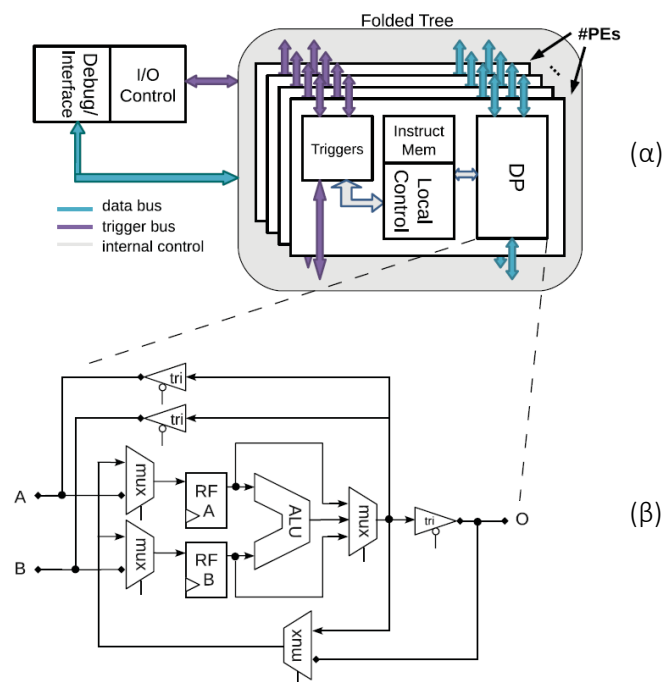 Folded Tree
#PEs
...
Debug/
Interface
I/O
Control
Triggers
Instruct
Mem
Local
Control
DP
(α)
data bus
trigger bus
internal control
tri
tri
A
B
mux
mux
RF
A
RF
B
ALU
mux
tri
O
mux
(β)